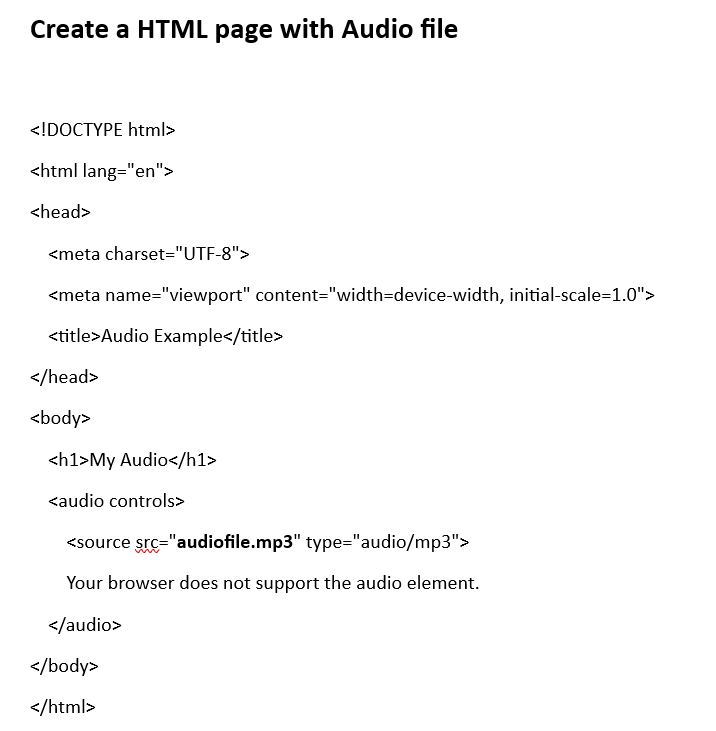 Create a HTML page with Audio file
<!DOCTYPE html>
<html lang="en">
<head>
<meta charset="UTF-8">
<meta name="viewport" content="width=device-width, initial-scale=1.0">
<title>Audio Example</title>
</head>
<body>
<h1>My Audio</h1>
<audio controls>
<source src="audiofile.mp3" type="audio/mp3">
Your browser does not support the audio element.
</audio>
</body>
</html>